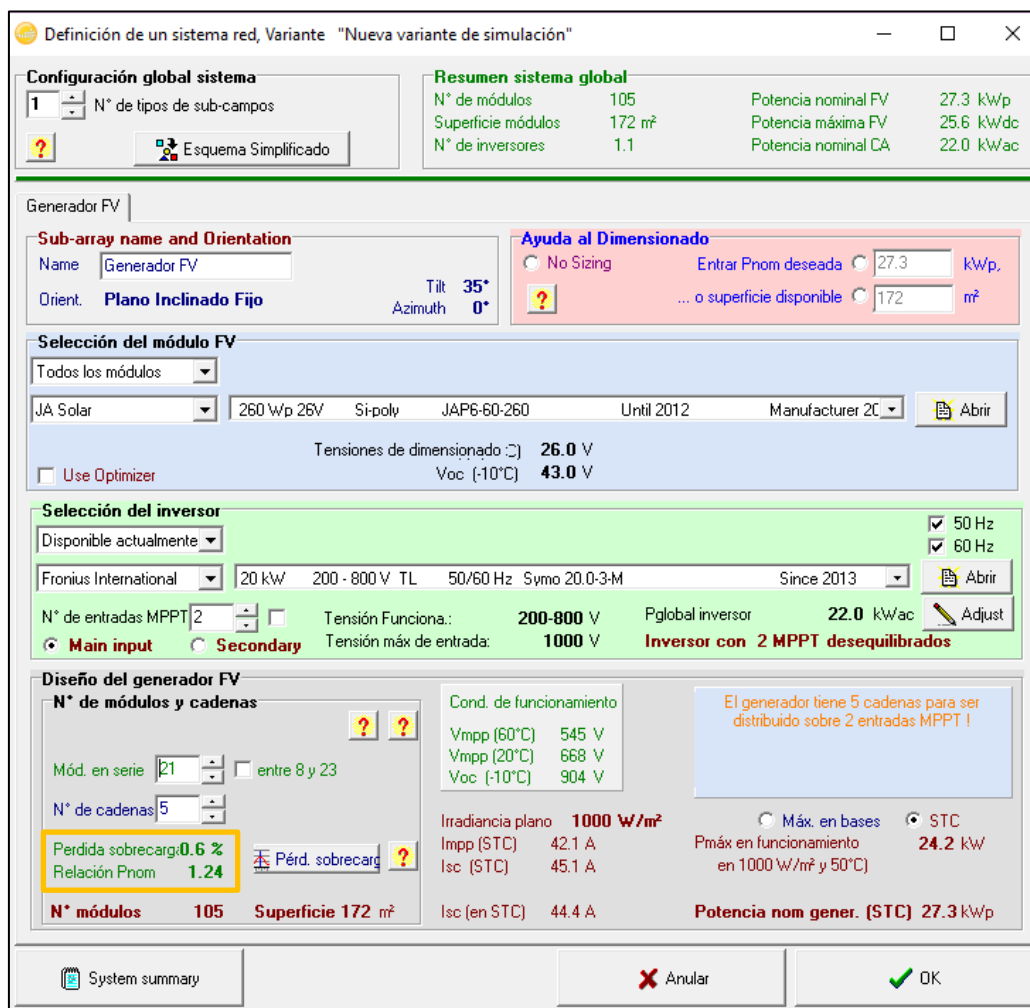 Definición de un sistema red, Variante "Nueva variante de simulación"
Configuración global sistema
1 N° de tipos de sub-campos
? Esquema Simplificado
Resumen sistema global
N° de módulos 105 Potencia nominal FV 27.3 kWp
Superficie módulos 172 m² Potencia máxima FV 25.6 kWdc
N° de inversores 1.1 Potencia nominal CA 22.0 kWac
Generador FV
Sub-array name and Orientation
Name Generador FV
Orient. Plano Inclinado Fijo
Tilt 35°
Azimuth 0°
Ayuda al Dimensionado
No Sizing Entrar Pnom deseada 27.3 kWp,
? ... o superficie disponible 172 m²
Selección del módulo FV
Todos los módulos
JA Solar 260 Wp 26V Si-poly JAP6-60-260 Until 2012 Manufacturer 2C Abrir
Tensiones de dimensionado :) 26.0 V
Use Optimizer Voc (-10°C) 43.0 V
Selección del inversor
Disponible actualmente
50 Hz
60 Hz
Fronius International 20 kW 200 - 800 V TL 50/60 Hz Symo 20.0-3-M Since 2013 Abrir
N° de entradas MPPT 2 Tensión Funciona.: 200-800 V Pglobal inversor 22.0 kWac Adjust
Main input Secondary Tensión máx de entrada: 1000 V Inversor con 2 MPPT desequilibrados
Diseño del generador FV
N° de módulos y cadenas
? ?
Mód. en serie 21 entre 8 y 23
N° de cadenas 5
Perdida sobrecarga 0.6 %
Relación Pnom 1.24
Pérd. sobrecarg ?
N° módulos 105 Superficie 172 m²
Cond. de funcionamiento
Vmpp (60°C) 545 V
Vmpp (20°C) 668 V
Voc (-10°C) 904 V
El generador tiene 5 cadenas para ser
distribuido sobre 2 entradas MPPT !
Irradiancia plano 1000 W/m²
Impp (STC) 42.1 A
Isc (STC) 45.1 A
Isc (en STC) 44.4 A
Máx. en bases STC
Pmáx en funcionamiento 24.2 kW
en 1000 W/m² y 50°C)
Potencia nom gener. (STC) 27.3 kWp
System summary Anular OK